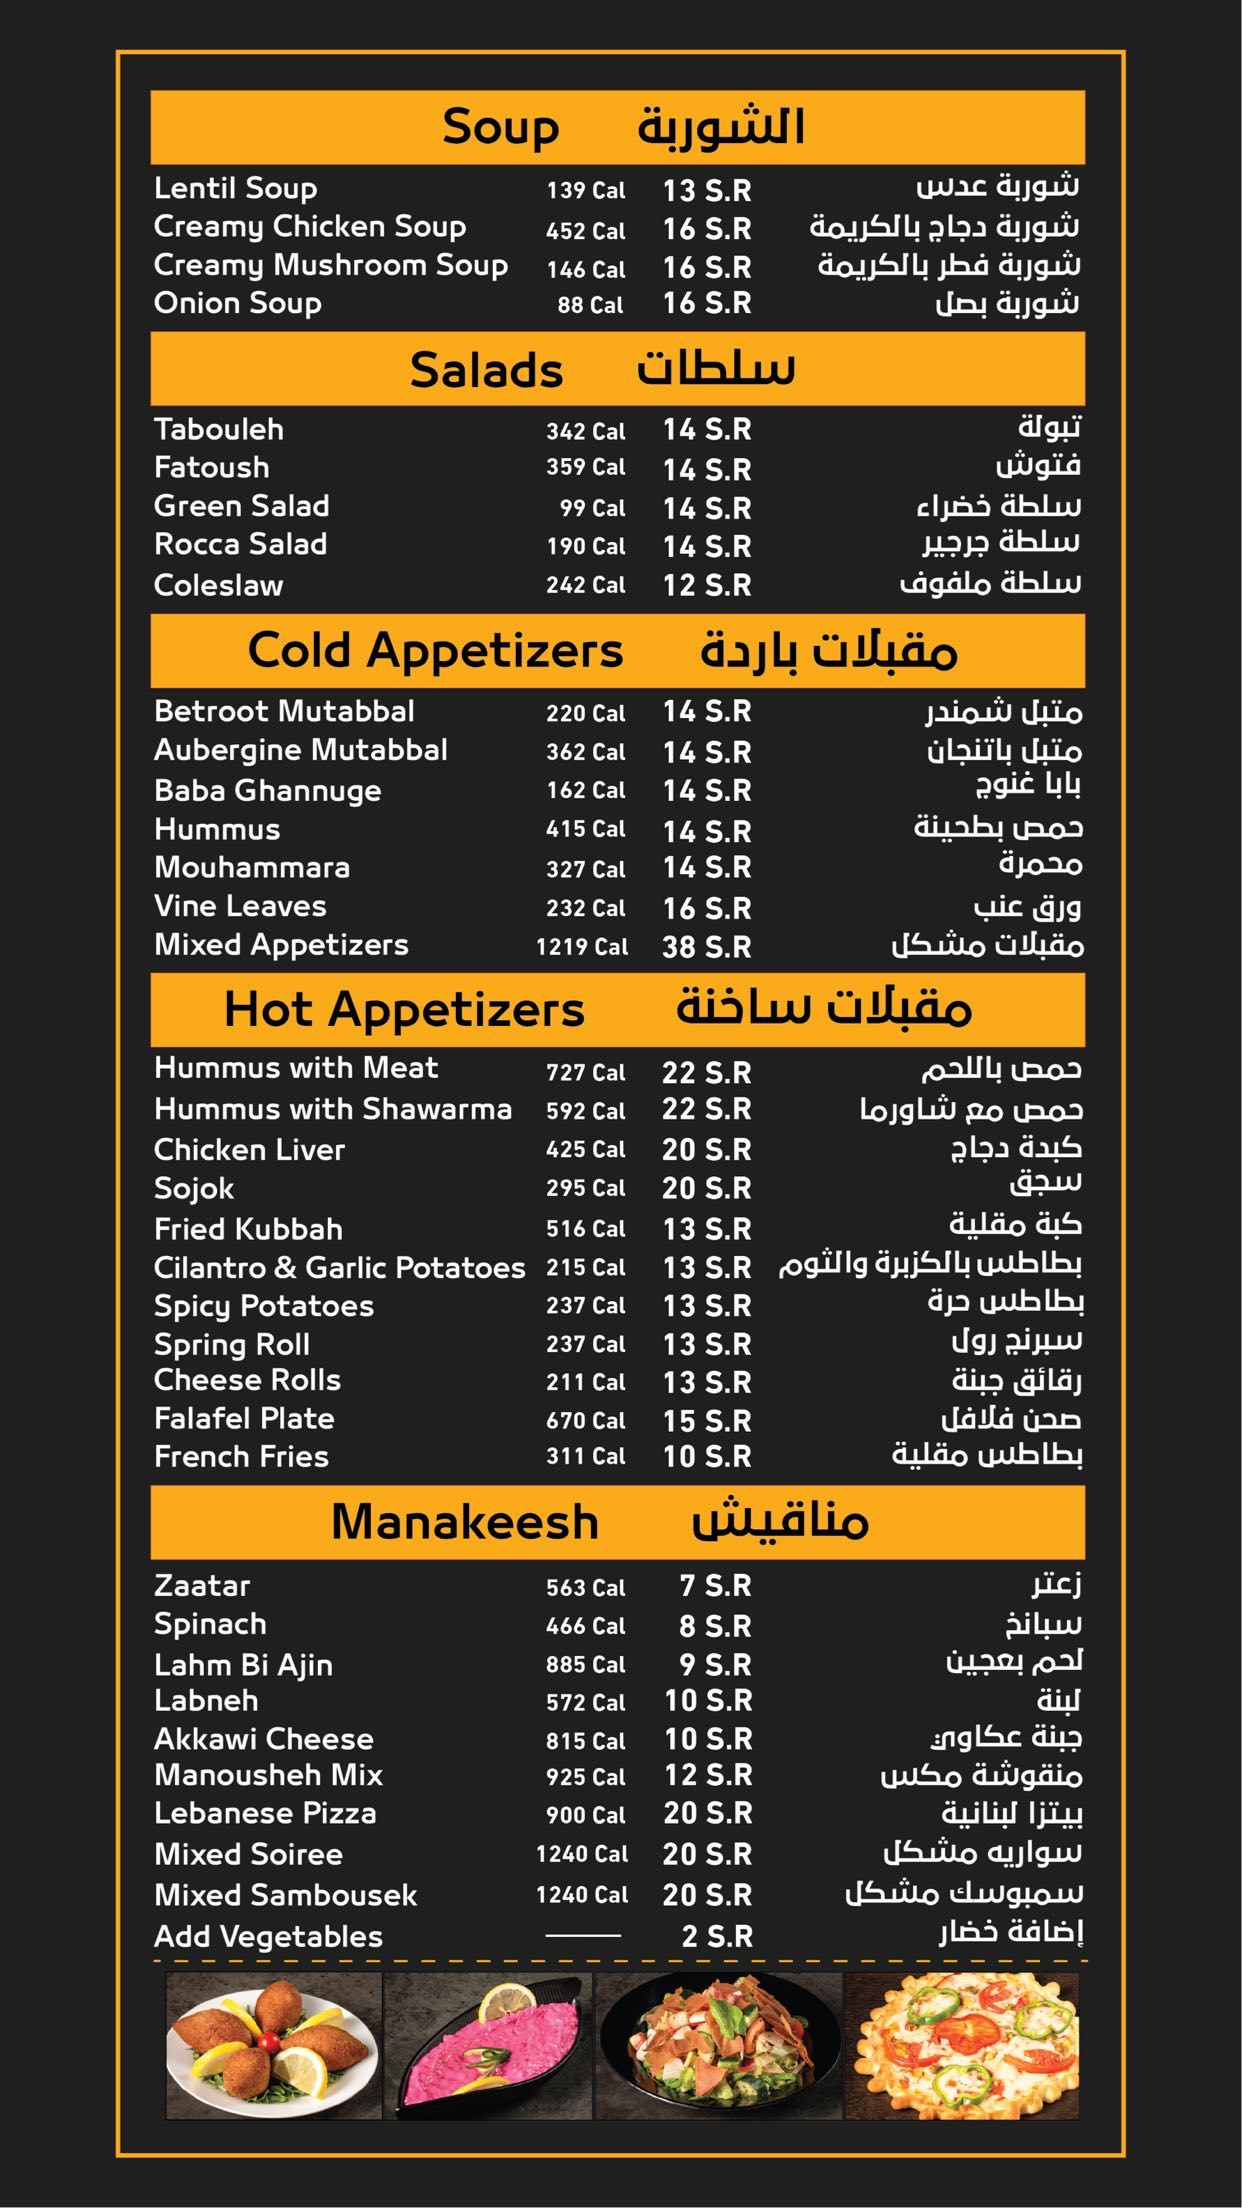 Soup الشوربة
Lentil Soup 139 Cal 13 S.R شوربة عدس
Creamy Chicken Soup 452 Cal 16 S.R شوربة دجاج بالكريمة
Creamy Mushroom Soup 146 Cal 16 S.R شوربة فطر بالكريمة
Onion Soup 88 Cal 16 S.R شوربة بصل
Salads سلطات
Tabouleh 342 Cal 14 S.R تبولة
Fatoush 359 Cal 14 S.R فتوش
Green Salad 99 Cal 14 S.R سلطة خضراء
Rocca Salad 190 Cal 14 S.R سلطة جرجير
Coleslaw 242 Cal 12 S.R سلطة ملفوف
Cold Appetizers مقبلات باردة
Betroot Mutabbal 220 Cal 14 S.R متبل شمندر
Aubergine Mutabbal 362 Cal 14 S.R متبل باتنجان
Baba Ghannuge 162 Cal 14 S.R بابا غنوج
Hummus 415 Cal 14 S.R حمص بطحينة
Mouhammara 327 Cal 14 S.R محمرة
Vine Leaves 232 Cal 16 S.R ورق عنب
Mixed Appetizers 1219 Cal 38 S.R مقبلات مشكل
Hot Appetizers مقبلات ساخنة
Hummus with Meat 727 Cal 22 S.R حمص باللحم
Hummus with Shawarma 592 Cal 22 S.R حمص مع شاورما
Chicken Liver 425 Cal 20 S.R كبدة دجاج
Sojok 295 Cal 20 S.R سجق
Fried Kubbah 516 Cal 13 S.R كبة مقلية
Cilantro & Garlic Potatoes 215 Cal 13 S.R بطاطس بالكزبرة والثوم
Spicy Potatoes 237 Cal 13 S.R بطاطس حرة
Spring Roll 237 Cal 13 S.R سبرنج رول
Cheese Rolls 211 Cal 13 S.R رقائق جبنة
Falafel Plate 670 Cal 15 S.R صحن فلافل
French Fries 311 Cal 10 S.R بطاطس مقلية
Manakeesh مناقيش
Zaatar 563 Cal 7 S.R زعتر
Spinach 466 Cal 8 S.R سبانخ
Lahm Bi Ajin 885 Cal 9 S.R لحم بعجين
Labneh 572 Cal 10 S.R لبنة
Akkawi Cheese 815 Cal 10 S.R جبنة عكاوي
Manousheh Mix 925 Cal 12 S.R منقوشة مكس
Lebanese Pizza 900 Cal 20 S.R بيتزا لبنانية
Mixed Soiree 1240 Cal 20 S.R سواريه مشكل
Mixed Sambousek 1240 Cal 20 S.R سمبوسك مشكل
Add Vegetables ——— 2 S.R إضافة خضار